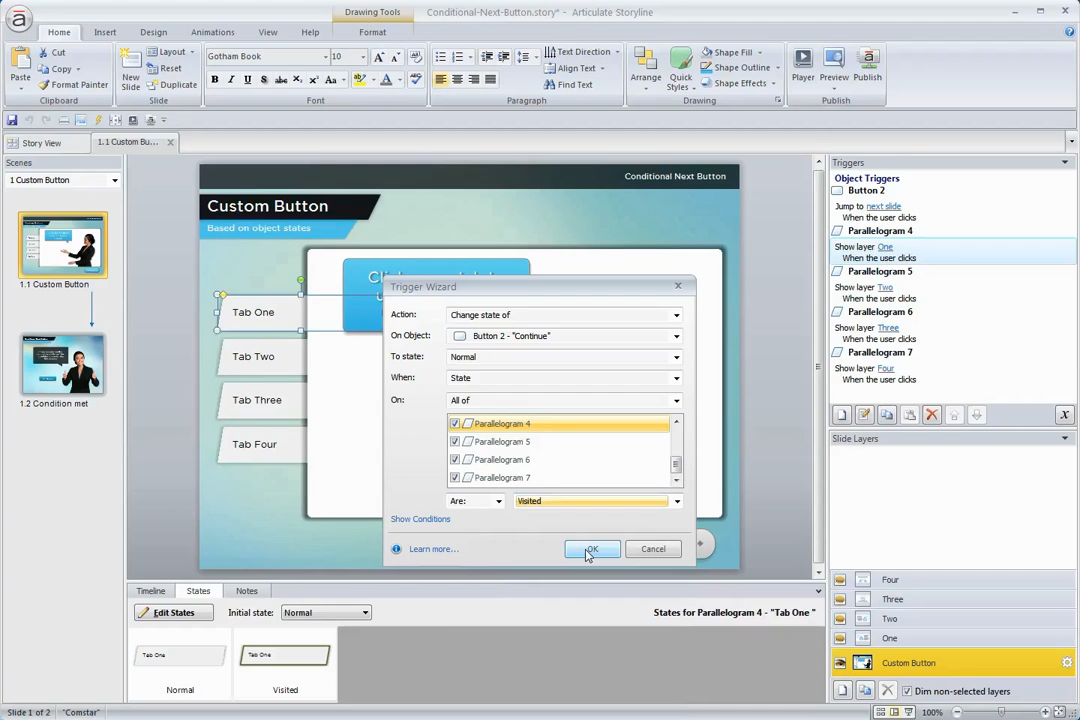 Drawing Tools
Conditional-Next-Button.story* - Articulate Storyline
Home Insert Design Animations View Help Format
Paste
Cut
Copy
Format Painter
Clipboard
New Slide
Layout
Reset
Duplicate
Slide
Gotham Book 10
B I U S abc Aa
Font
Text Direction
Align Text
Find Text
Paragraph
Arrange
Quick Styles
Shape Fill
Shape Outline
Shape Effects
Drawing
Player Preview Publish
Publish
Story View
1.1 Custom Bu...
Scenes
1 Custom Button
1.1 Custom Button
1.2 Condition met
Conditional Next Button
Custom Button
Based on object states
Tab One
Tab Two
Tab Three
Tab Four
Trigger Wizard
Action: Change state of
On Object: Button 2 - "Continue"
To state: Normal
When: State
On: All of
Parallelogram 4
Parallelogram 5
Parallelogram 6
Parallelogram 7
Are: Visited
Show Conditions
Learn more...
OK Cancel
Triggers
Object Triggers
Button 2
Jump to next slide
When the user clicks
Parallelogram 4
Show layer One
When the user clicks
Parallelogram 5
Show layer Two
When the user clicks
Parallelogram 6
Show layer Three
When the user clicks
Parallelogram 7
Show layer Four
When the user clicks
Slide Layers
Four
Three
Two
One
Custom Button
Dim non-selected layers
Timeline States Notes
Edit States
Initial state: Normal
States for Parallelogram 4 - "Tab One "
Tab One
Normal
Tab One
Visited
Slide 1 of 2 "Comstar"
100%